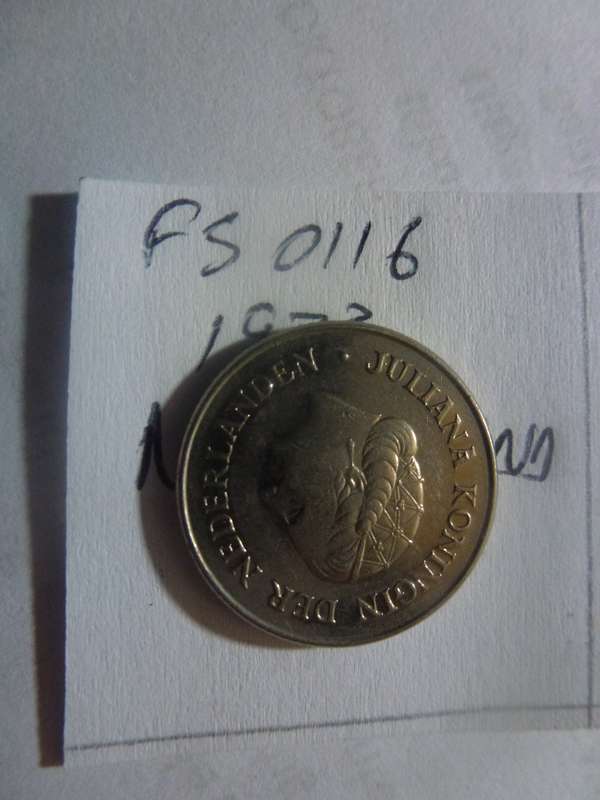 FS 0116
JULIANA KONINGIN DER NEDERLANDEN